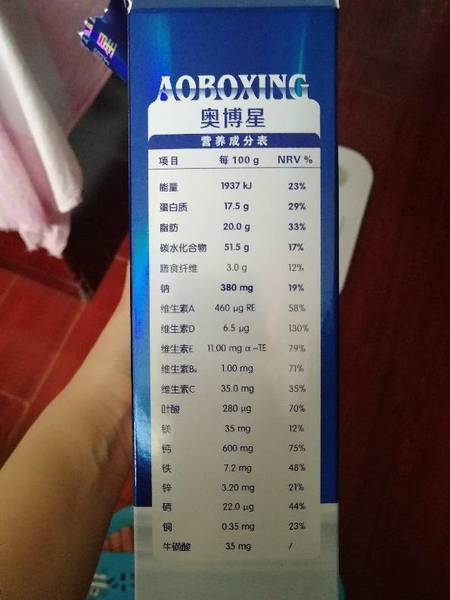 AOBOXING
奥博星
营养成分表
项目 每 100 g NRV %
能量 1937 kJ 23%
蛋白质 17.5 g 29%
脂肪 20.0 g 33%
碳水化合物 51.5 g 17%
膳食纤维 3.0 g 12%
钠 380 mg 19%
维生素A 460 μg RE 58%
维生素D 6.5 μg 130%
维生素E 11.00 mg α-TE 79%
维生素B₆ 1.00 mg 71%
维生素C 35.0 mg 35%
叶酸 280 μg 70%
镁 35 mg 12%
钙 600 mg 75%
铁 7.2 mg 48%
锌 3.20 mg 21%
硒 22.0 μg 44%
铜 0.35 mg 23%
牛磺酸 35 mg /